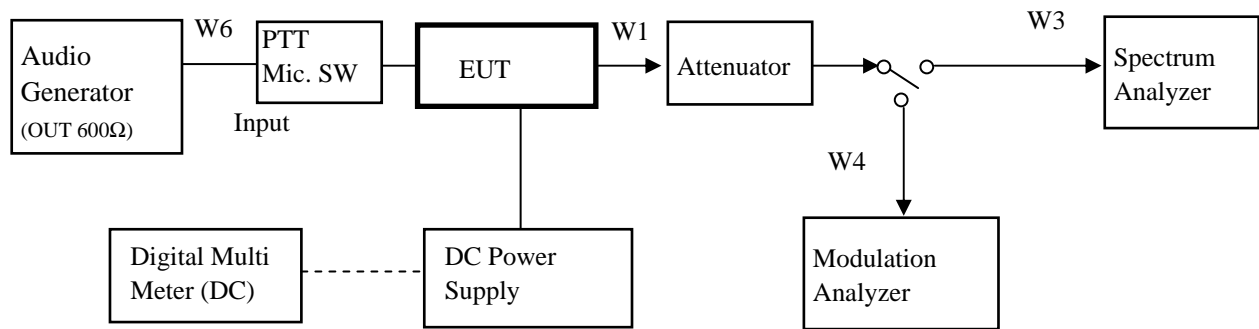 W6
Audio
Generator
(OUT 600Ω)
PTT
Mic. SW
Input
EUT
W1
Attenuator
W3
Spectrum
Analyzer
W4
Digital Multi
Meter (DC)
DC Power
Supply
Modulation
Analyzer